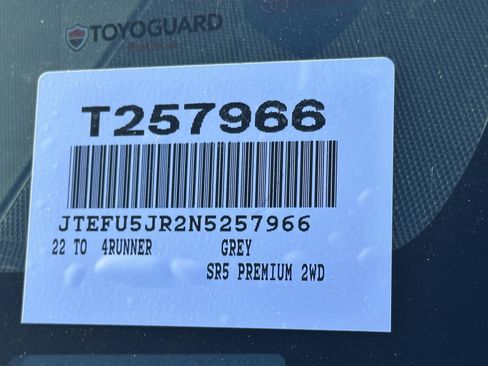 TOYOGUARD
T257966
JTEFU5JR2N5257966
22 TO 4RUNNER GREY
SR5 PREMIUM 2WD